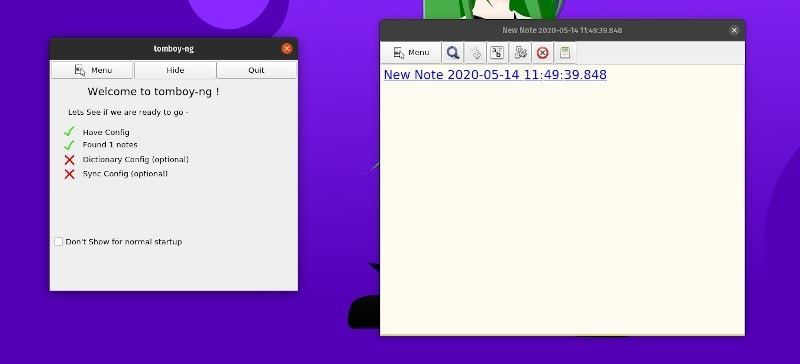 tomboy-ng
Menu
Hide
Quit
Welcome to tomboy-ng !
Lets See if we are ready to go -
Have Config
Found 1 notes
Dictionary Config (optional)
Sync Config (optional)
Don't Show for normal startup
New Note 2020-05-14 11:49:39.848
Menu
New Note 2020-05-14 11:49:39.848